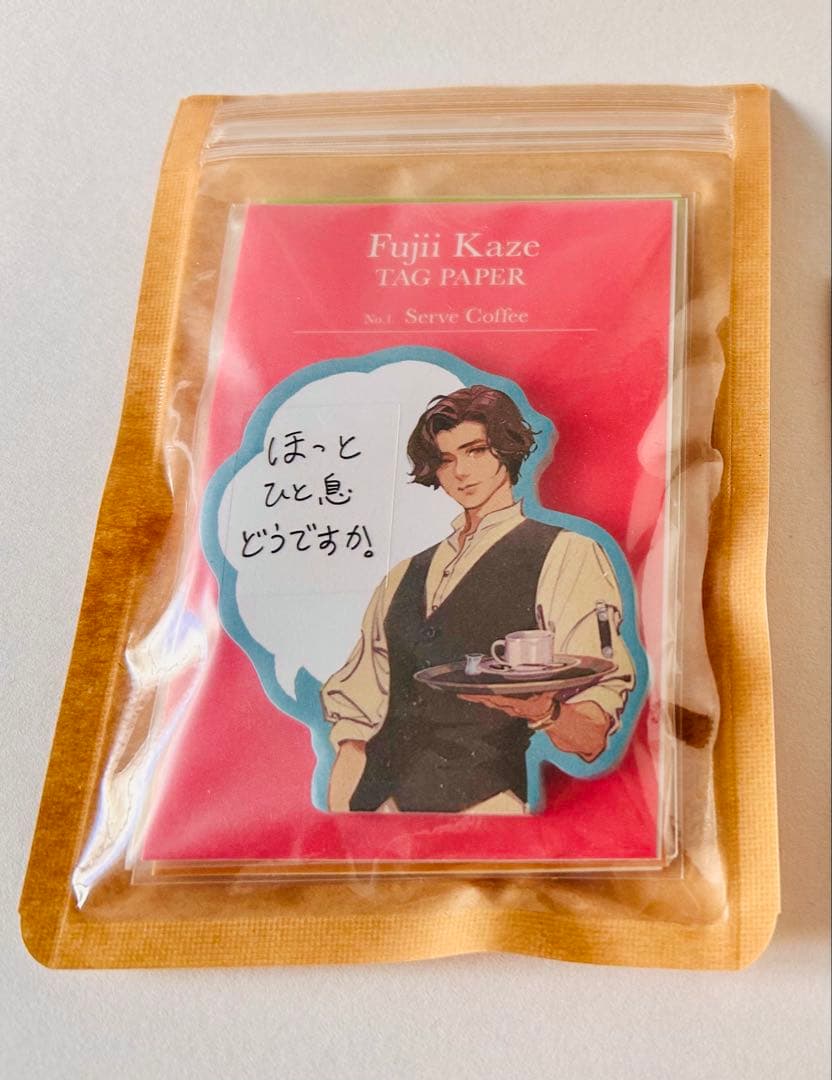 Fujii Kaze
TAG PAPER
No.1 Serve Coffee
ほっと
ひと息
どうですか。